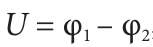 U = φ₁ – φ₂;